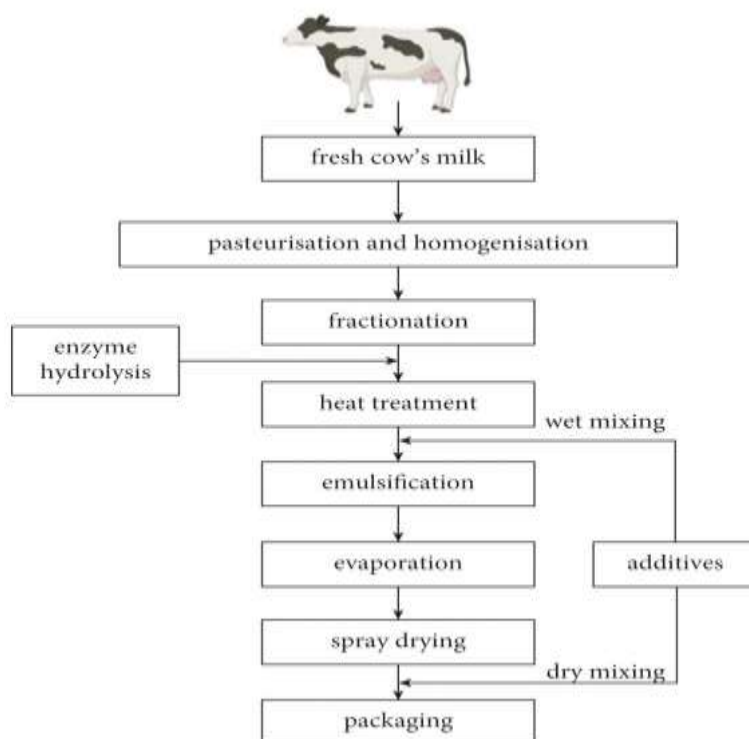 fresh cow's milk
pasteurisation and homogenisation
fractionation
enzyme
hydrolysis
heat treatment
wet mixing
emulsification
evaporation
additives
spray drying
dry mixing
packaging